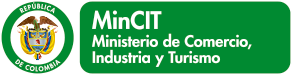 REPÚBLICA
DE COLOMBIA
MinCIT
Ministerio de Comercio,
Industria y Turismo